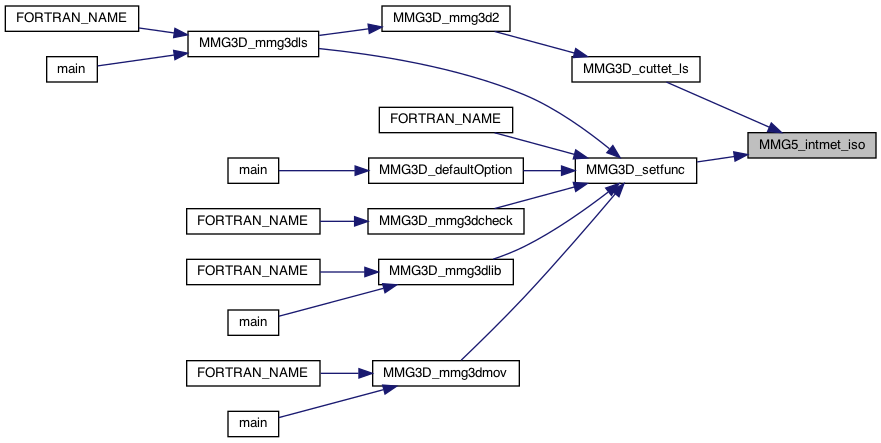 FORTRAN_NAME
MMG3D_mmg3d2
MMG3D_mmg3dls
main
MMG3D_cuttet_ls
FORTRAN_NAME
MMG5_intmet_iso
main
MMG3D_defaultOption
MMG3D_setfunc
FORTRAN_NAME
MMG3D_mmg3dcheck
FORTRAN_NAME
MMG3D_mmg3dlib
main
FORTRAN_NAME
MMG3D_mmg3dmov
main